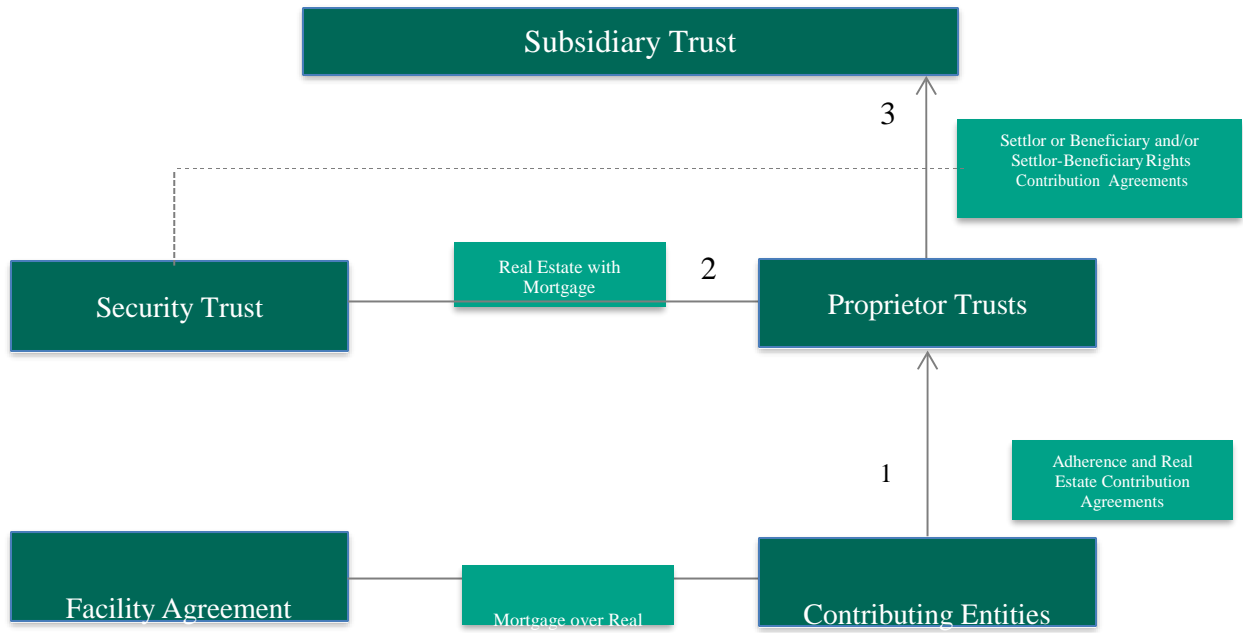 Subsidiary Trust
3
Settlor or Beneficiary and/or
Settlor-Beneficiary Rights
Contribution Agreements
Real Estate with
Mortgage
2
Security Trust
Proprietor Trusts
1
Adherence and Real
Estate Contribution
Agreements
Facility Agreement
Mortgage over Real
Contributing Entities